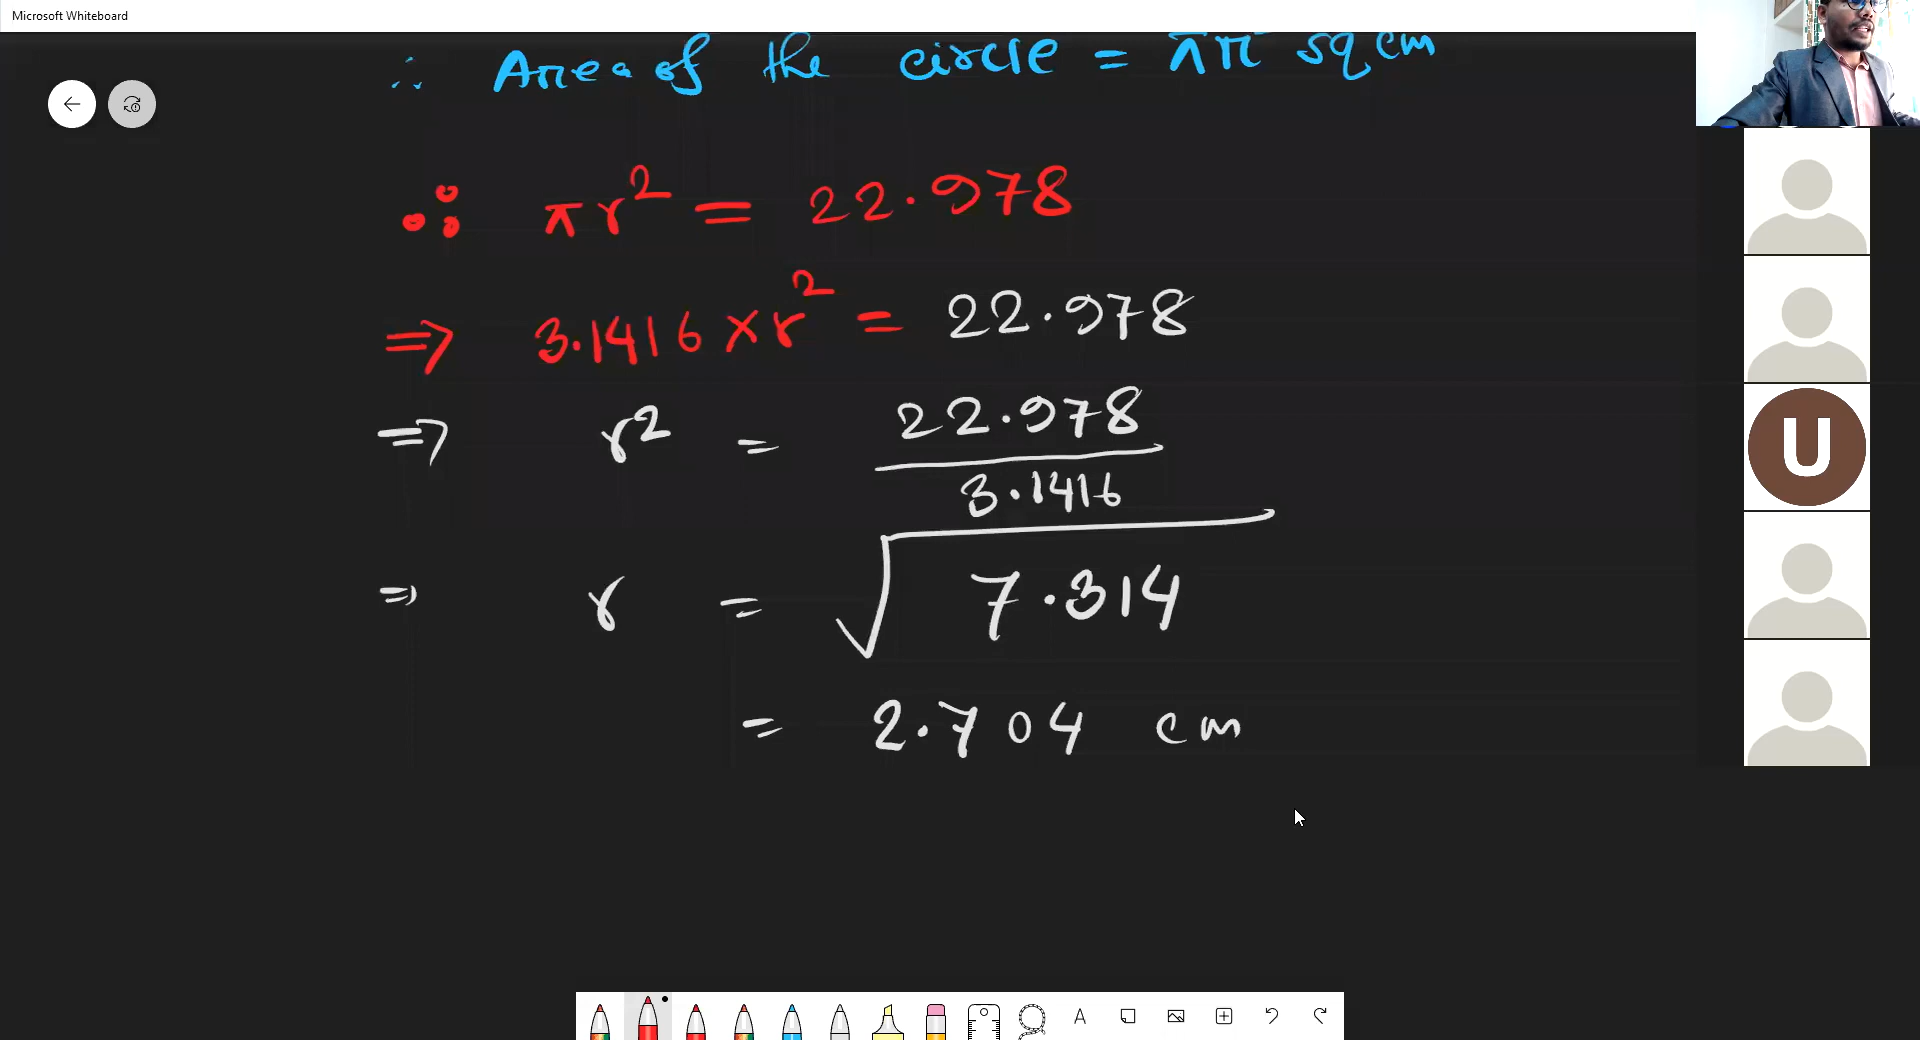 Microsoft Whiteboard
∴ Area of the circle = πr² sq cm
∴ πr² = 22.978
⇒ 3.1416 × r² = 22.978
⇒ r² = 22.978 / 3.1416
⇒ r = √7.314
= 2.704 cm
U
A